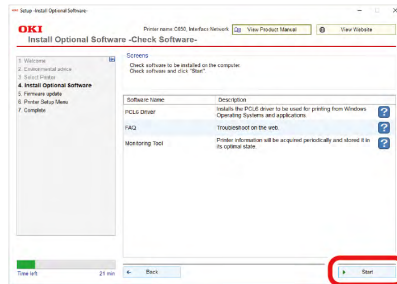 Setup -Install Optional Software-
OKI
Printer name C650, Interface Network
View Product Manual
View Website
Install Optional Software -Check Software-
1. Welcome
2. Environmental advice
3. Select Printer
4. Install Optional Software
5. Firmware update
6. Printer Setup Menu
7. Complete
Screens
Check software to be installed on the computer.
Check software and click "Start".
Software Name
Description
PCL6 Driver
Installs the PCL6 driver to be used for printing from Windows
Operating Systems and applications.
FAQ
Troubleshoot on the web.
Monitoring Tool
Printer information will be acquired periodically and stored it in
its optimal state.
Time left
21 min
Back
Start